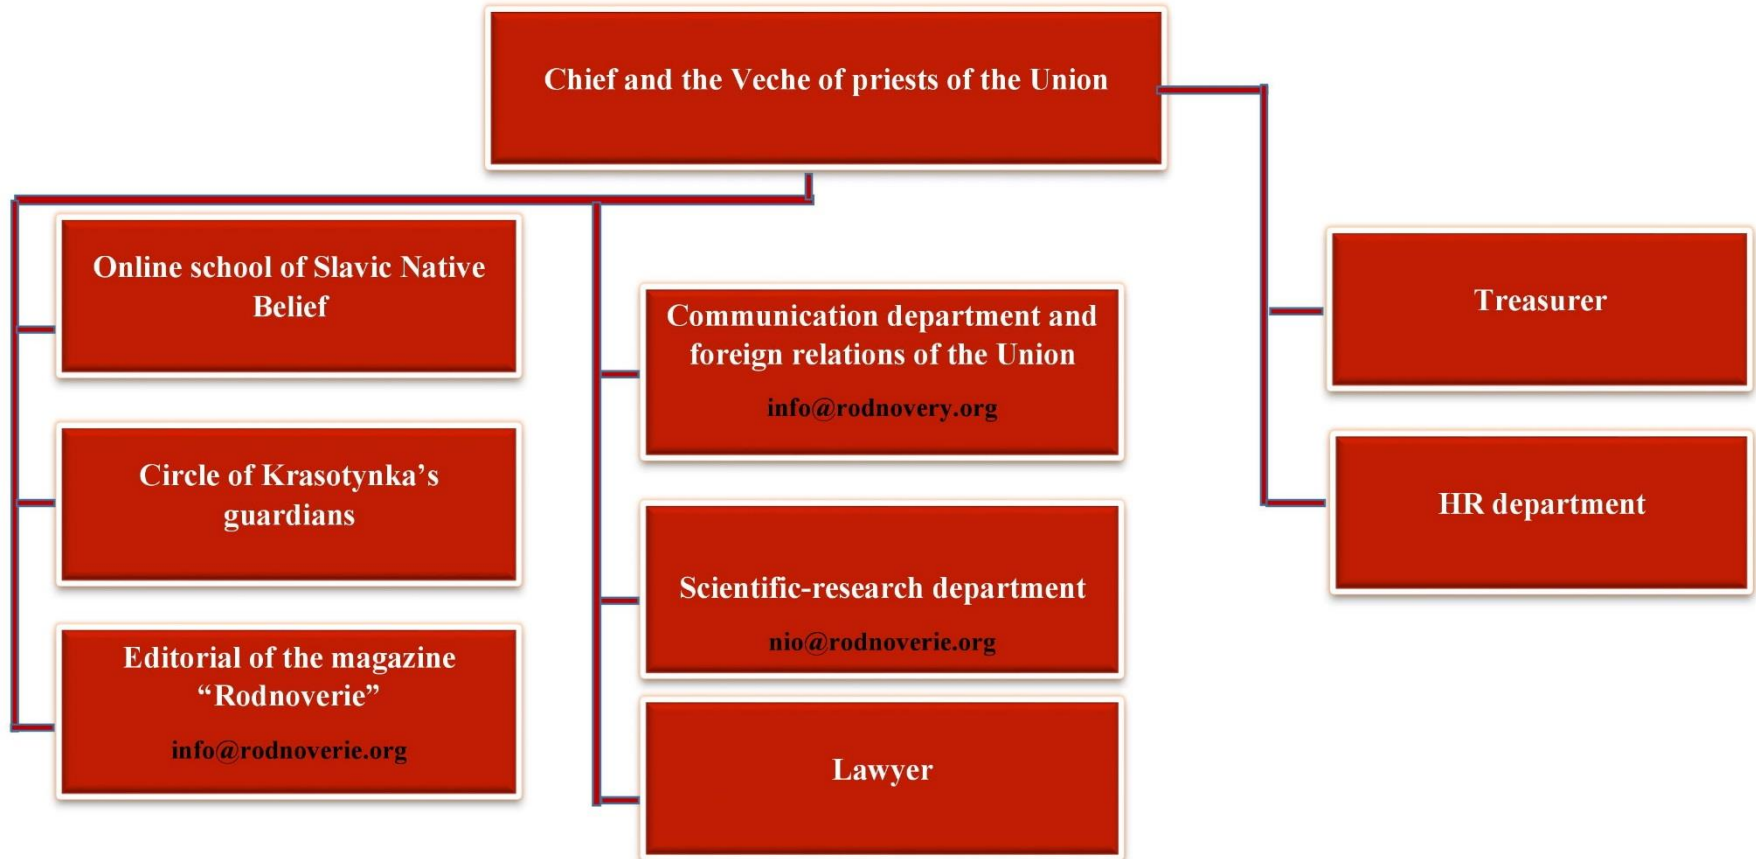 Chief and the Veche of priests of the Union
Online school of Slavic Native
Belief
Circle of Krasotynka’s
guardians
Editorial of the magazine
“Rodnoverie”
info@rodnoverie.org
Communication department and
foreign relations of the Union
info@rodnovery.org
Scientific-research department
nio@rodnoverie.org
Lawyer
Treasurer
HR department